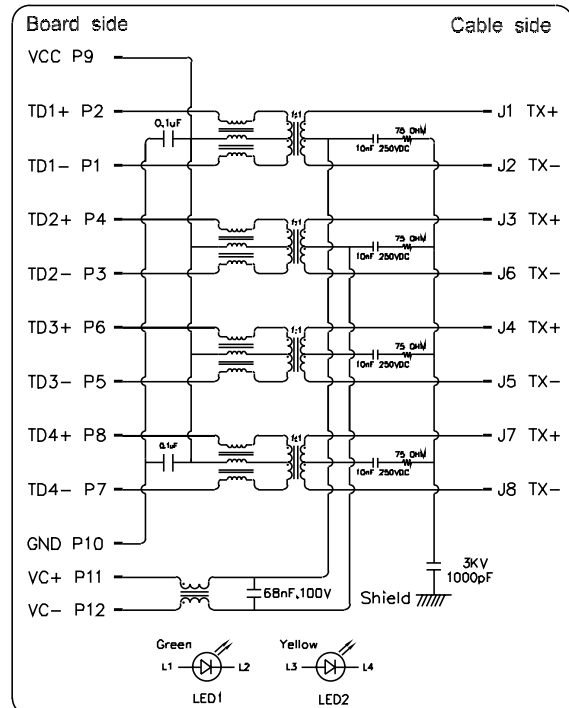 Board side
Cable side
VCC P9
TD1+ P2
0.1uF
1:1
75 OHM
J1 TX+
10nF 250VDC
TD1- P1
J2 TX-
TD2+ P4
1:1
75 OHM
J3 TX+
10nF 250VDC
TD2- P3
J6 TX-
TD3+ P6
1:1
75 OHM
J4 TX+
10nF 250VDC
TD3- P5
J5 TX-
TD4+ P8
0.1uF
1:1
75 OHM
J7 TX+
10nF 250VDC
TD4- P7
J8 TX-
GND P10
VC+ P11
68nF,100V
3KV
1000pF
Shield
VC- P12
Green
L1
L2
LED1
Yellow
L3
L4
LED2